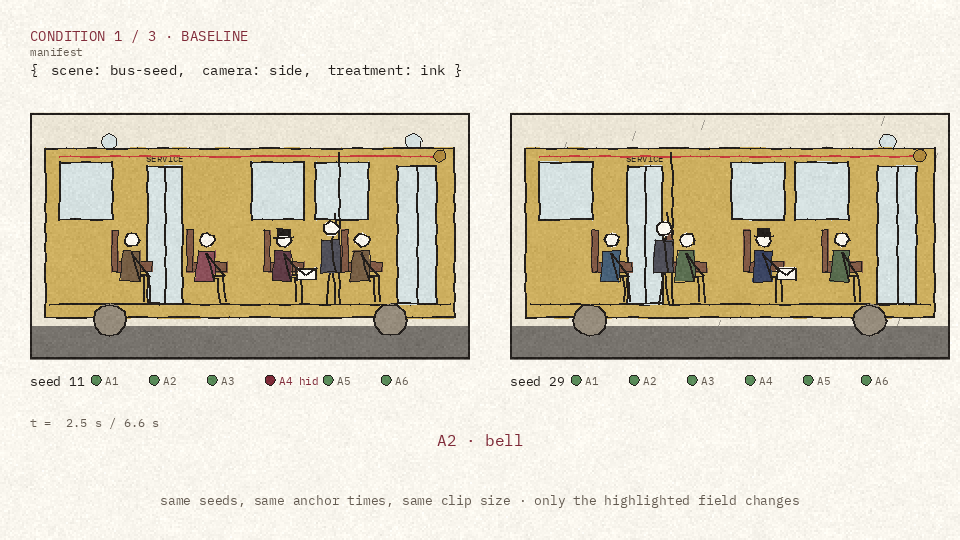 CONDITION 1 / 3 · BASELINE
manifest
{ scene: bus-seed, camera: side, treatment: ink }
SERVICE
SERVICE
seed 11 A1 A2 A3 A4 hid A5 A6
seed 29 A1 A2 A3 A4 A5 A6
t = 2.5 s / 6.6 s
A2 · bell
same seeds, same anchor times, same clip size · only the highlighted field changes